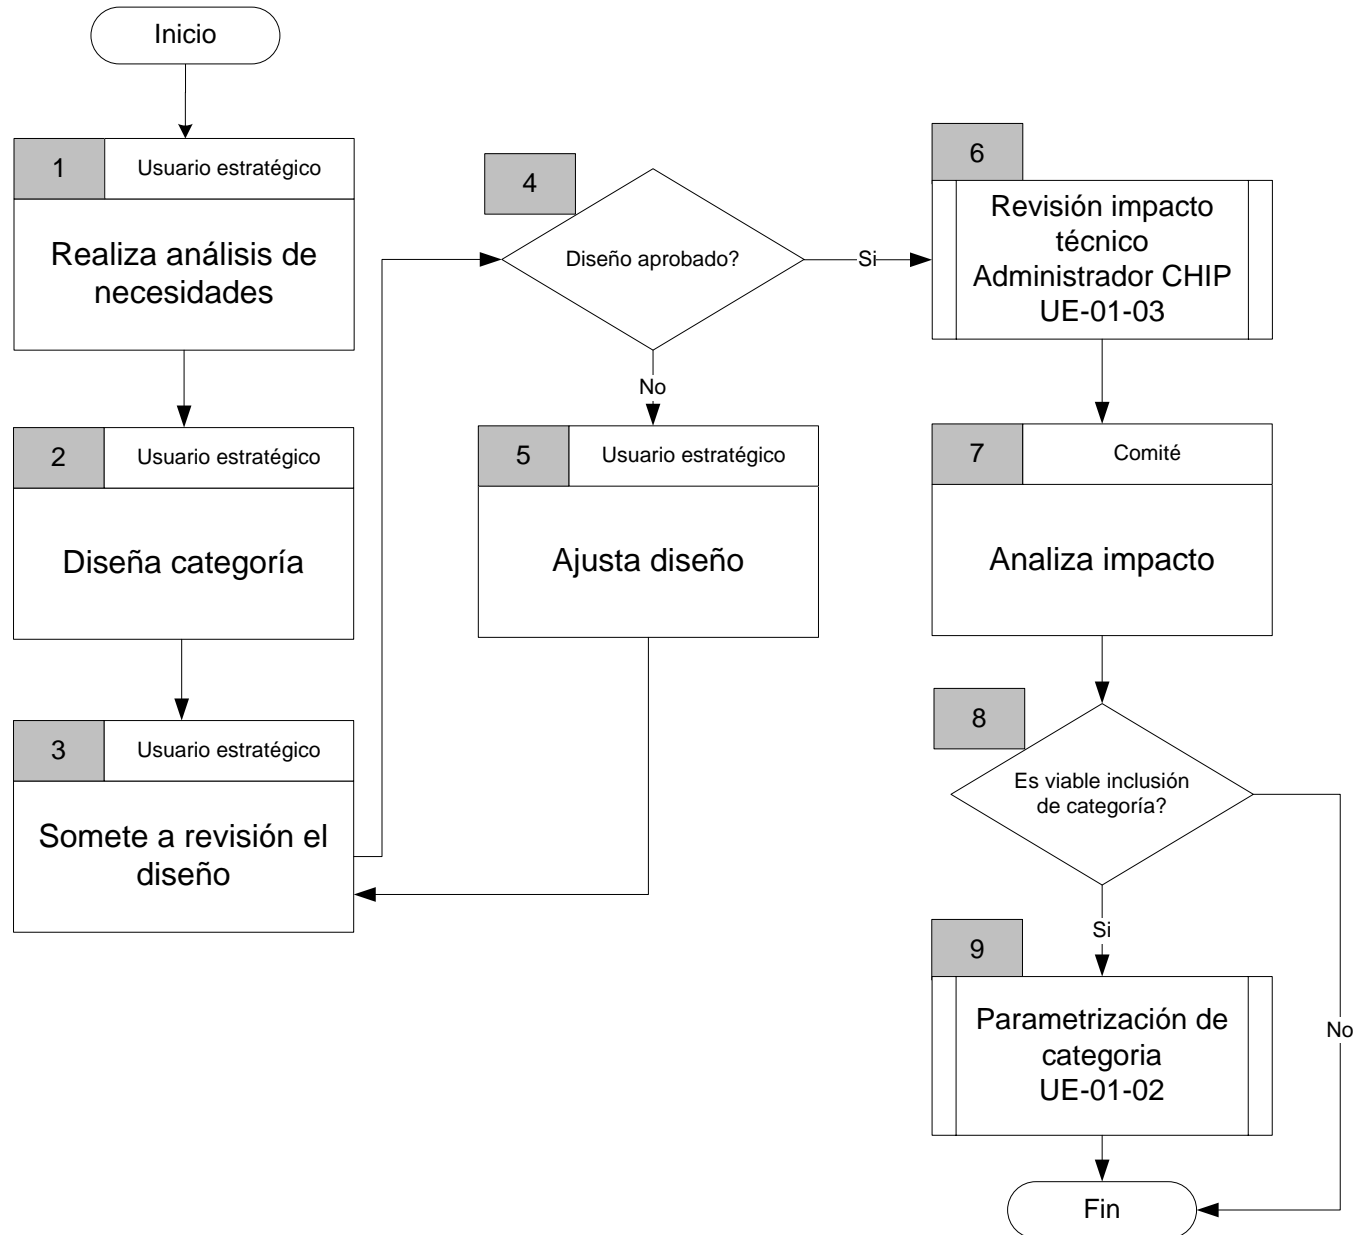 Inicio
1
Usuario estratégico
Realiza análisis de
necesidades
2
Usuario estratégico
Diseña categoría
3
Usuario estratégico
Somete a revisión el
diseño
4
Diseño aprobado?
Si
No
5
Usuario estratégico
Ajusta diseño
6
Revisión impacto
técnico
Administrador CHIP
UE-01-03
7
Comité
Analiza impacto
8
Es viable inclusión
de categoría?
Si
No
9
Parametrización de
categoria
UE-01-02
Fin